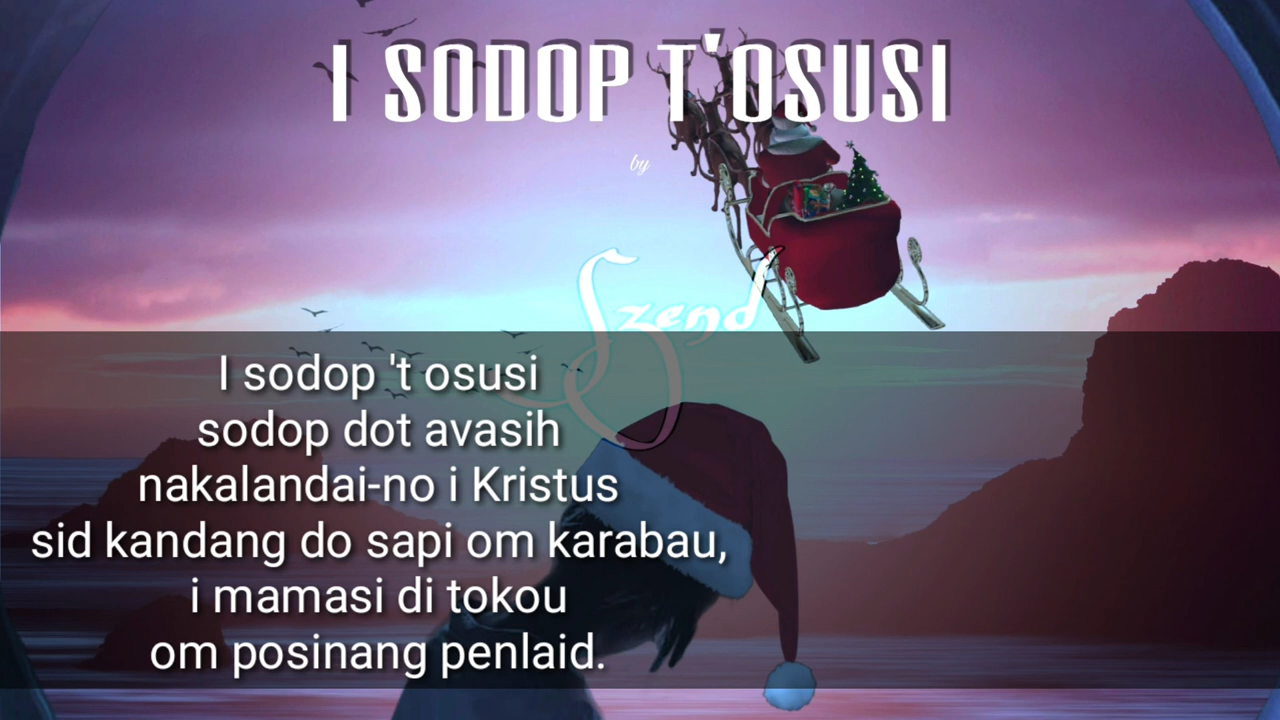 I SODOP T'OSUSI
by
Szend
I sodop 't osusi
sodop dot avasih
nakalandai-no i Kristus
sid kandang do sapi om karabau,
i mamasi di tokou
om posinang penlaid.